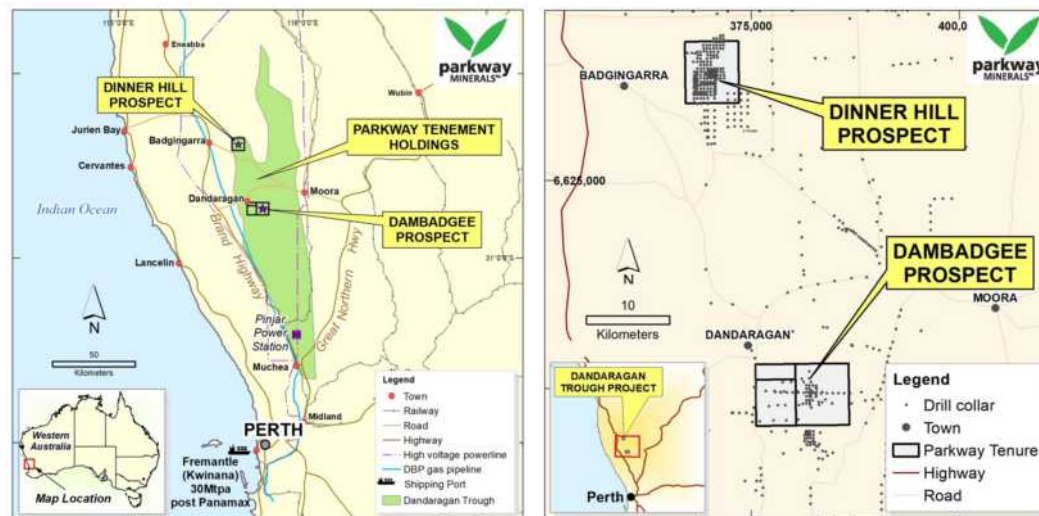 115°0'0"E
116°0'0"E
Eneabba
parkway
MINERALS
DINNER HILL
PROSPECT
Wubin
PARKWAY TENEMENT
HOLDINGS
Jurien Bay
Badgingarra
Cervantes
Dandaragan
Moora
Indian Ocean
DAMBADGEE
PROSPECT
Brand Highway
Great Northern Hwy
Lancelin
31°0'0"S
N
50
Kilometers
Pinjar
Power
Station
Muchea
Midland
PERTH
Fremantle
(Kwinana)
30Mtpa
post Panamax
Western
Australia
Map Location
Legend
Town
Railway
Road
Highway
High voltage powerline
DBP gas pipeline
Shipping Port
Dandaragan Trough
375,000
400,000
parkway
MINERALS
BADGINGARRA
DINNER HILL
PROSPECT
6,625,000
DAMBADGEE
PROSPECT
N
10
Kilometers
MOORA
DANDARAGAN
DANDARAGAN
TROUGH PROJECT
Perth
Legend
Drill collar
Town
Parkway Tenure
Highway
Road